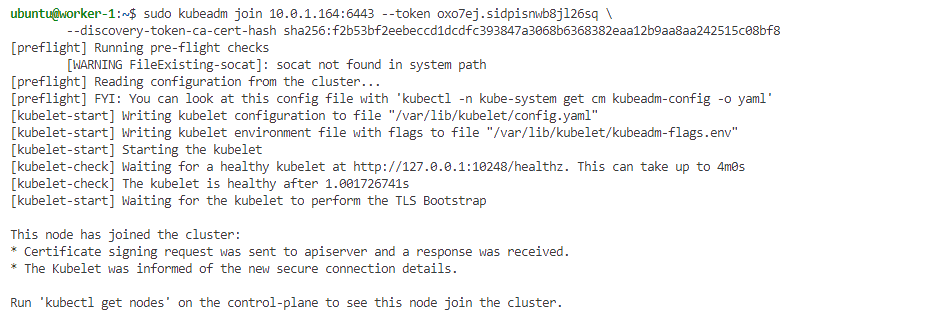 ubuntu@worker-1:~$ sudo kubeadm join 10.0.1.164:6443 --token oxo7ej.sidpisnwb8jl26sq \
        --discovery-token-ca-cert-hash sha256:f2b53bf2eebeccd1dcdfc393847a3068b6368382eaa12b9aa8aa242515c08bf8
[preflight] Running pre-flight checks
        [WARNING FileExisting-socat]: socat not found in system path
[preflight] Reading configuration from the cluster...
[preflight] FYI: You can look at this config file with 'kubectl -n kube-system get cm kubeadm-config -o yaml'
[kubelet-start] Writing kubelet configuration to file "/var/lib/kubelet/config.yaml"
[kubelet-start] Writing kubelet environment file with flags to file "/var/lib/kubelet/kubeadm-flags.env"
[kubelet-start] Starting the kubelet
[kubelet-check] Waiting for a healthy kubelet at http://127.0.0.1:10248/healthz. This can take up to 4m0s
[kubelet-check] The kubelet is healthy after 1.001726741s
[kubelet-start] Waiting for the kubelet to perform the TLS Bootstrap

This node has joined the cluster:
* Certificate signing request was sent to apiserver and a response was received.
* The Kubelet was informed of the new secure connection details.

Run 'kubectl get nodes' on the control-plane to see this node join the cluster.